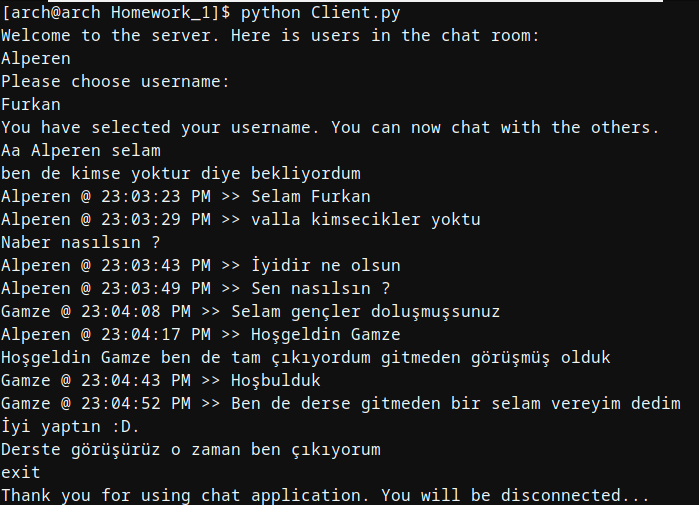 [arch@arch Homework_1]$ python Client.py
Welcome to the server. Here is users in the chat room:
Alperen
Please choose username:
Furkan
You have selected your username. You can now chat with the others.
Aa Alperen selam
ben de kimse yoktur diye bekliyordum
Alperen @ 23:03:23 PM >> Selam Furkan
Alperen @ 23:03:29 PM >> valla kimsecikler yoktu
Naber nasılsın ?
Alperen @ 23:03:43 PM >> İyidir ne olsun
Alperen @ 23:03:49 PM >> Sen nasılsın ?
Gamze @ 23:04:08 PM >> Selam gençler doluşmuşsunuz
Alperen @ 23:04:17 PM >> Hoşgeldin Gamze
Hoşgeldin Gamze ben de tam çıkıyordum gitmeden görüşmüş olduk
Gamze @ 23:04:43 PM >> Hoşbulduk
Gamze @ 23:04:52 PM >> Ben de derse gitmeden bir selam vereyim dedim
İyi yaptın :D.
Derste görüşürüz o zaman ben çıkıyorum
exit
Thank you for using chat application. You will be disconnected...